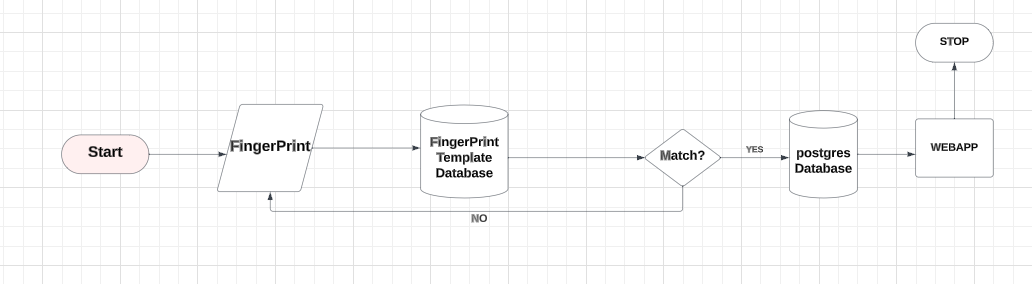 STOP
Start
FingerPrint
FingerPrint
Template
Database
Match?
YES
postgres
Database
WEBAPP
NO